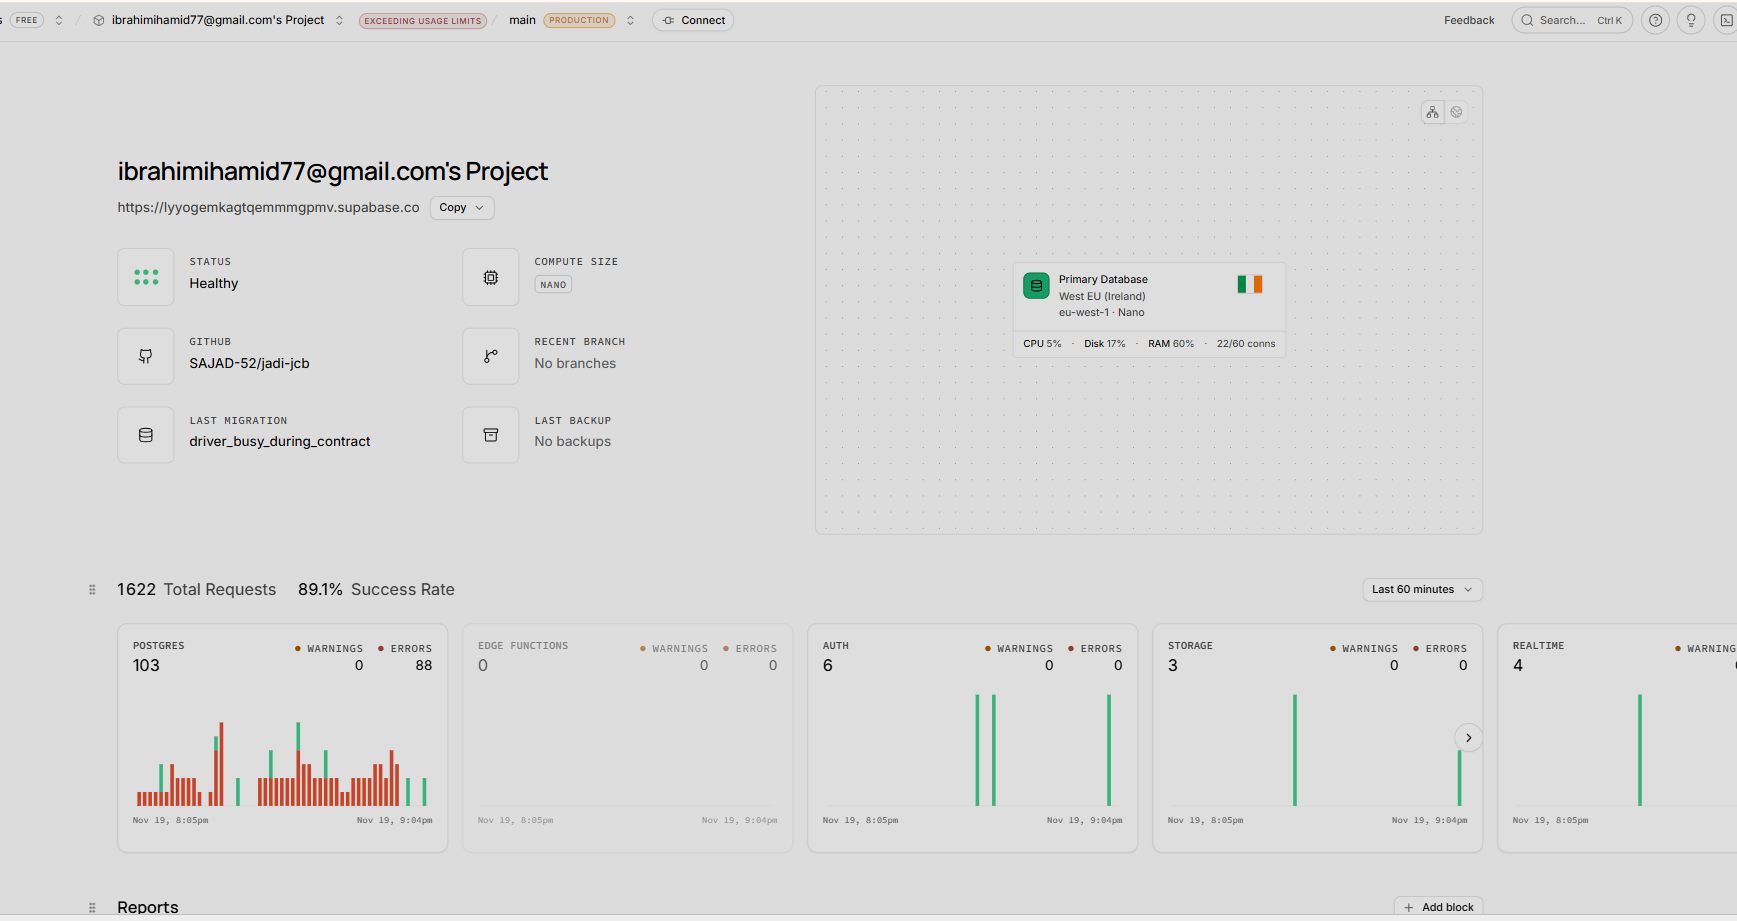 s FREE / ibrahimihamid77@gmail.com's Project EXCEEDING USAGE LIMITS / main PRODUCTION Connect Feedback Search... Ctrl K
ibrahimihamid77@gmail.com's Project
https://lyyogemkagtqemmmgpmv.supabase.co Copy
STATUS
Healthy
COMPUTE SIZE
NANO
GITHUB
SAJAD-52/jadi-jcb
RECENT BRANCH
No branches
LAST MIGRATION
driver_busy_during_contract
LAST BACKUP
No backups
Primary Database
West EU (Ireland)
eu-west-1 · Nano
CPU 5% · Disk 17% · RAM 60% · 22/60 conns
1622 Total Requests 89.1% Success Rate
Last 60 minutes
POSTGRES
103
WARNINGS
0
ERRORS
88
Nov 19, 8:05pm Nov 19, 9:04pm
EDGE FUNCTIONS
0
WARNINGS
0
ERRORS
0
Nov 19, 8:05pm Nov 19, 9:04pm
AUTH
6
WARNINGS
0
ERRORS
0
Nov 19, 8:05pm Nov 19, 9:04pm
STORAGE
3
WARNINGS
0
ERRORS
0
Nov 19, 8:05pm Nov 19, 9:04pm
REALTIME
4
WARNING
Nov 19, 8:05pm
Reports
Add block